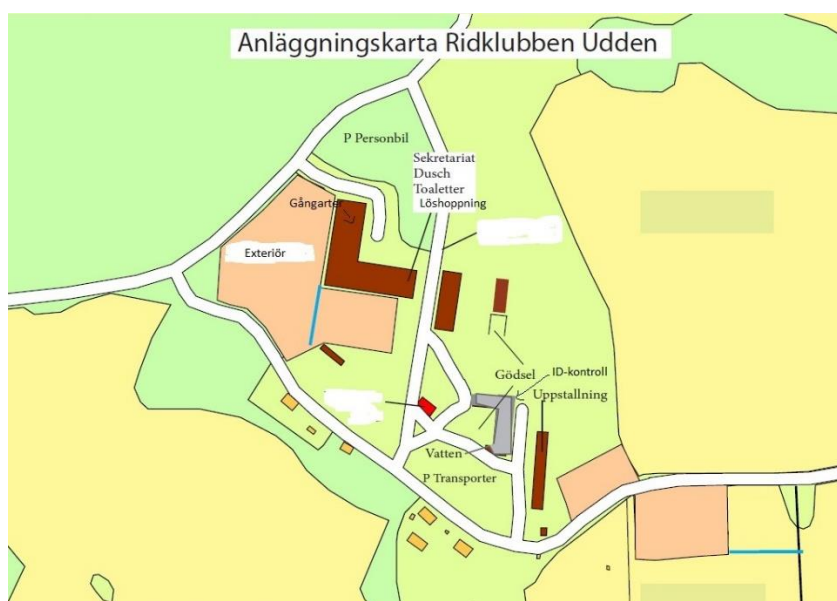 Anläggningskarta Ridklubben Udden
P Personbil
Sekretariat
Dusch
Toaletter
Löshoppning
Gångarter
Exteriör
Gödsel
ID-kontroll
Uppstallning
Vatten
P Transporter